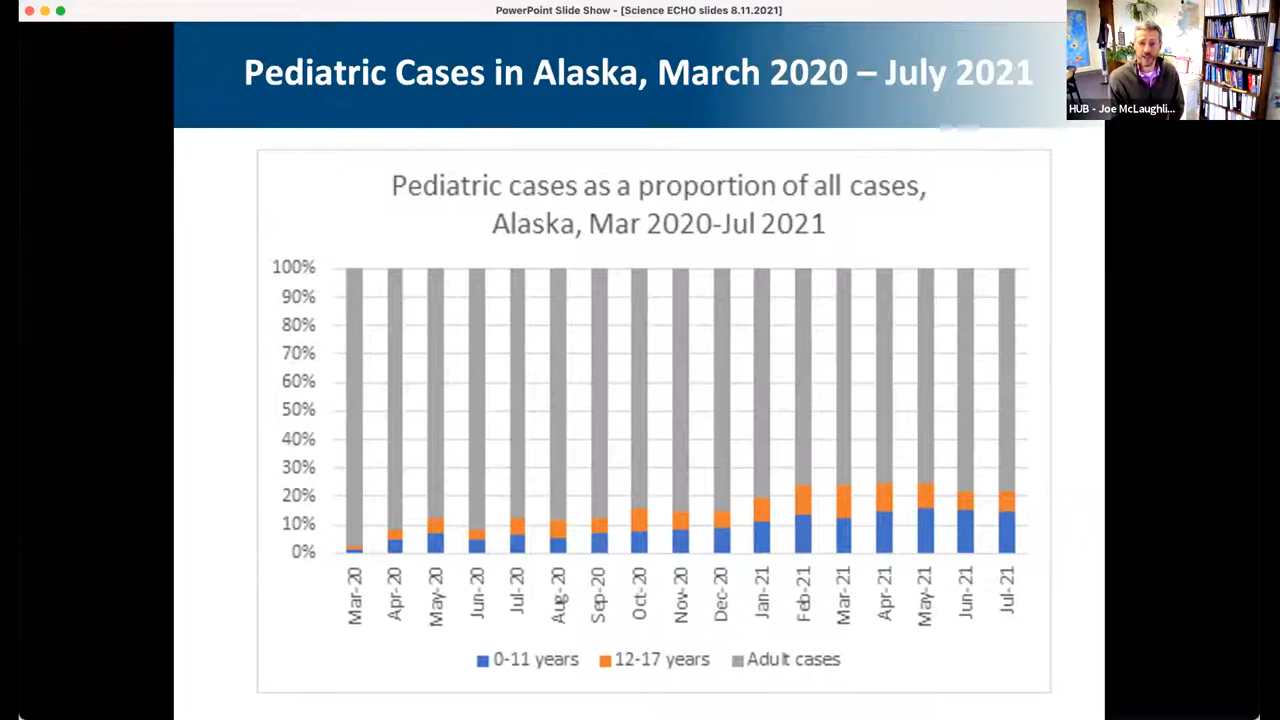 PowerPoint Slide Show - [Science ECHO slides 8.11.2021]
Pediatric Cases in Alaska, March 2020 – July 2021
HUB - Joe McLaughli...
Pediatric cases as a proportion of all cases,
Alaska, Mar 2020-Jul 2021
100%
90%
80%
70%
60%
50%
40%
30%
20%
10%
0%
Mar-20
Apr-20
May-20
Jun-20
Jul-20
Aug-20
Sep-20
Oct-20
Nov-20
Dec-20
Jan-21
Feb-21
Mar-21
Apr-21
May-21
Jun-21
Jul-21
0-11 years 12-17 years Adult cases